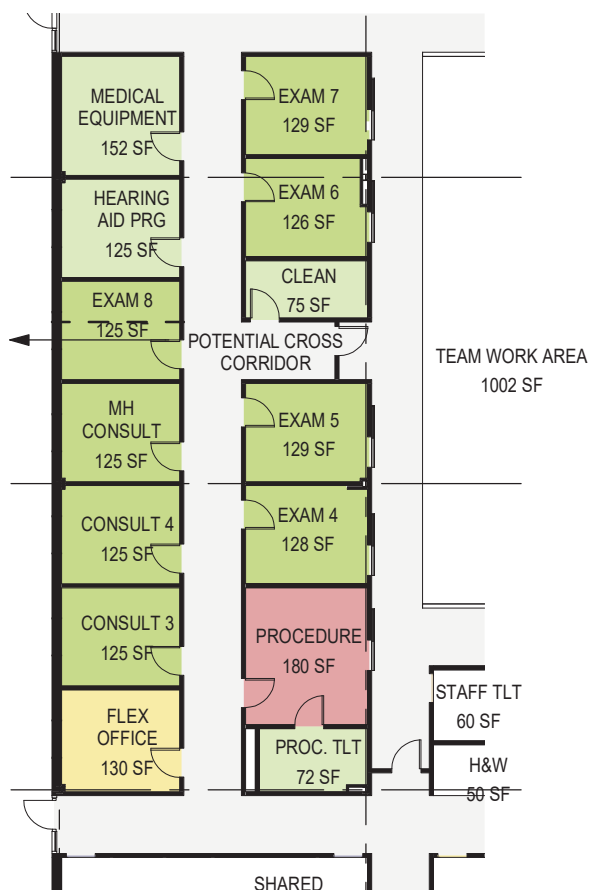 MEDICAL
EQUIPMENT
152 SF
HEARING
AID PRG
125 SF
EXAM 8
125 SF
MH
CONSULT
125 SF
CONSULT 4
125 SF
CONSULT 3
125 SF
FLEX
OFFICE
130 SF
EXAM 7
129 SF
EXAM 6
126 SF
CLEAN
75 SF
POTENTIAL CROSS
CORRIDOR
EXAM 5
129 SF
EXAM 4
128 SF
PROCEDURE
180 SF
PROC. TLT
72 SF
TEAM WORK AREA
1002 SF
STAFF TLT
60 SF
H&W
50 SF
SHARED